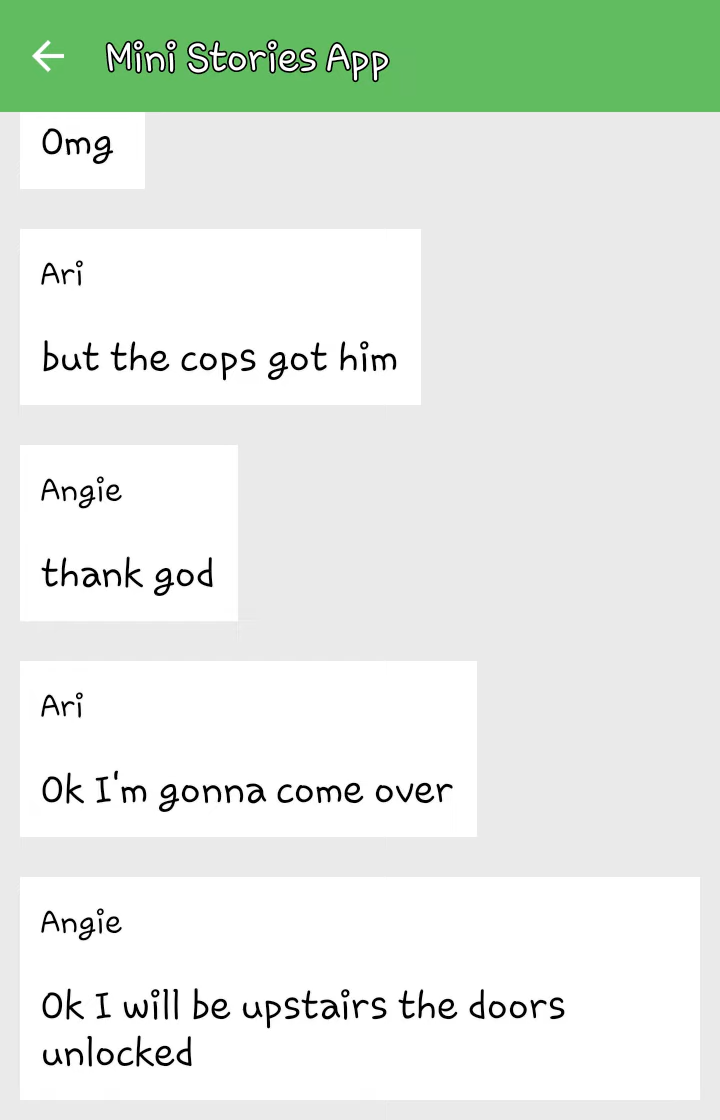 Mini Stories App
Omg
Ari
but the cops got him
Angie
thank god
Ari
Ok I'm gonna come over
Angie
Ok I will be upstairs the doors
unlocked